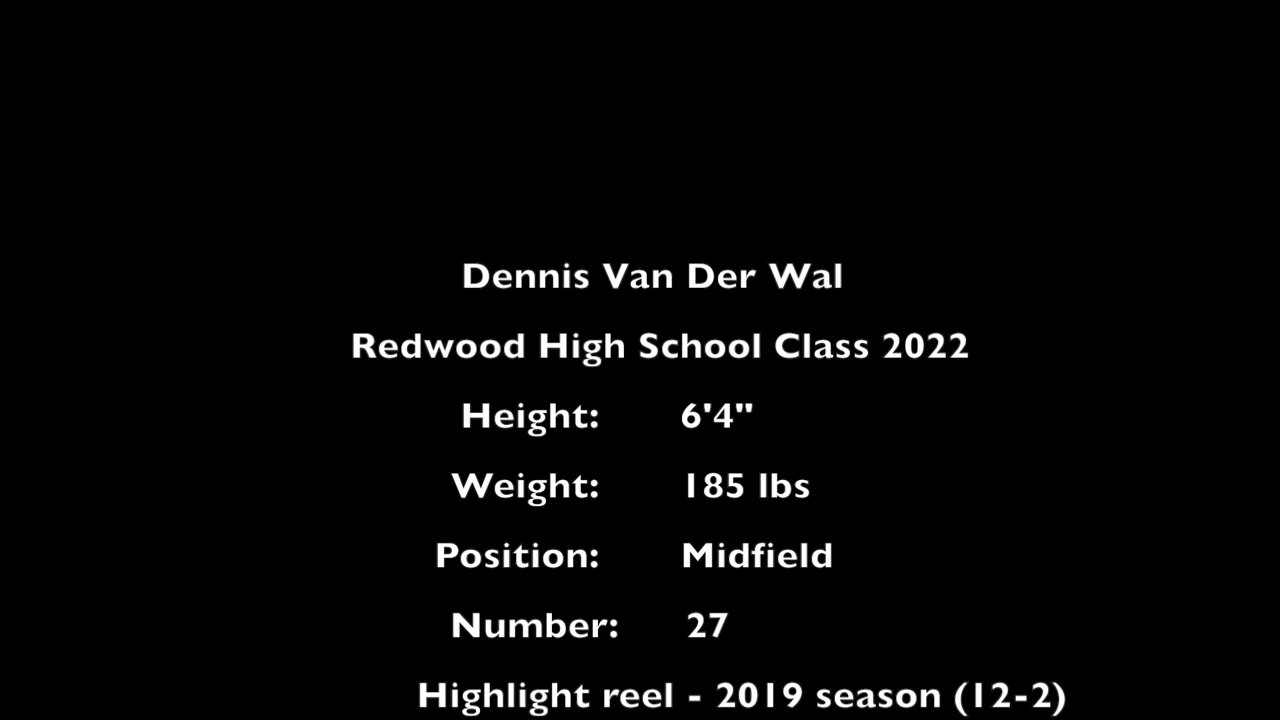 Dennis Van Der Wal
Redwood High School Class 2022
Height: 6'4"
Weight: 185 lbs
Position: Midfield
Number: 27
Highlight reel - 2019 season (12-2)